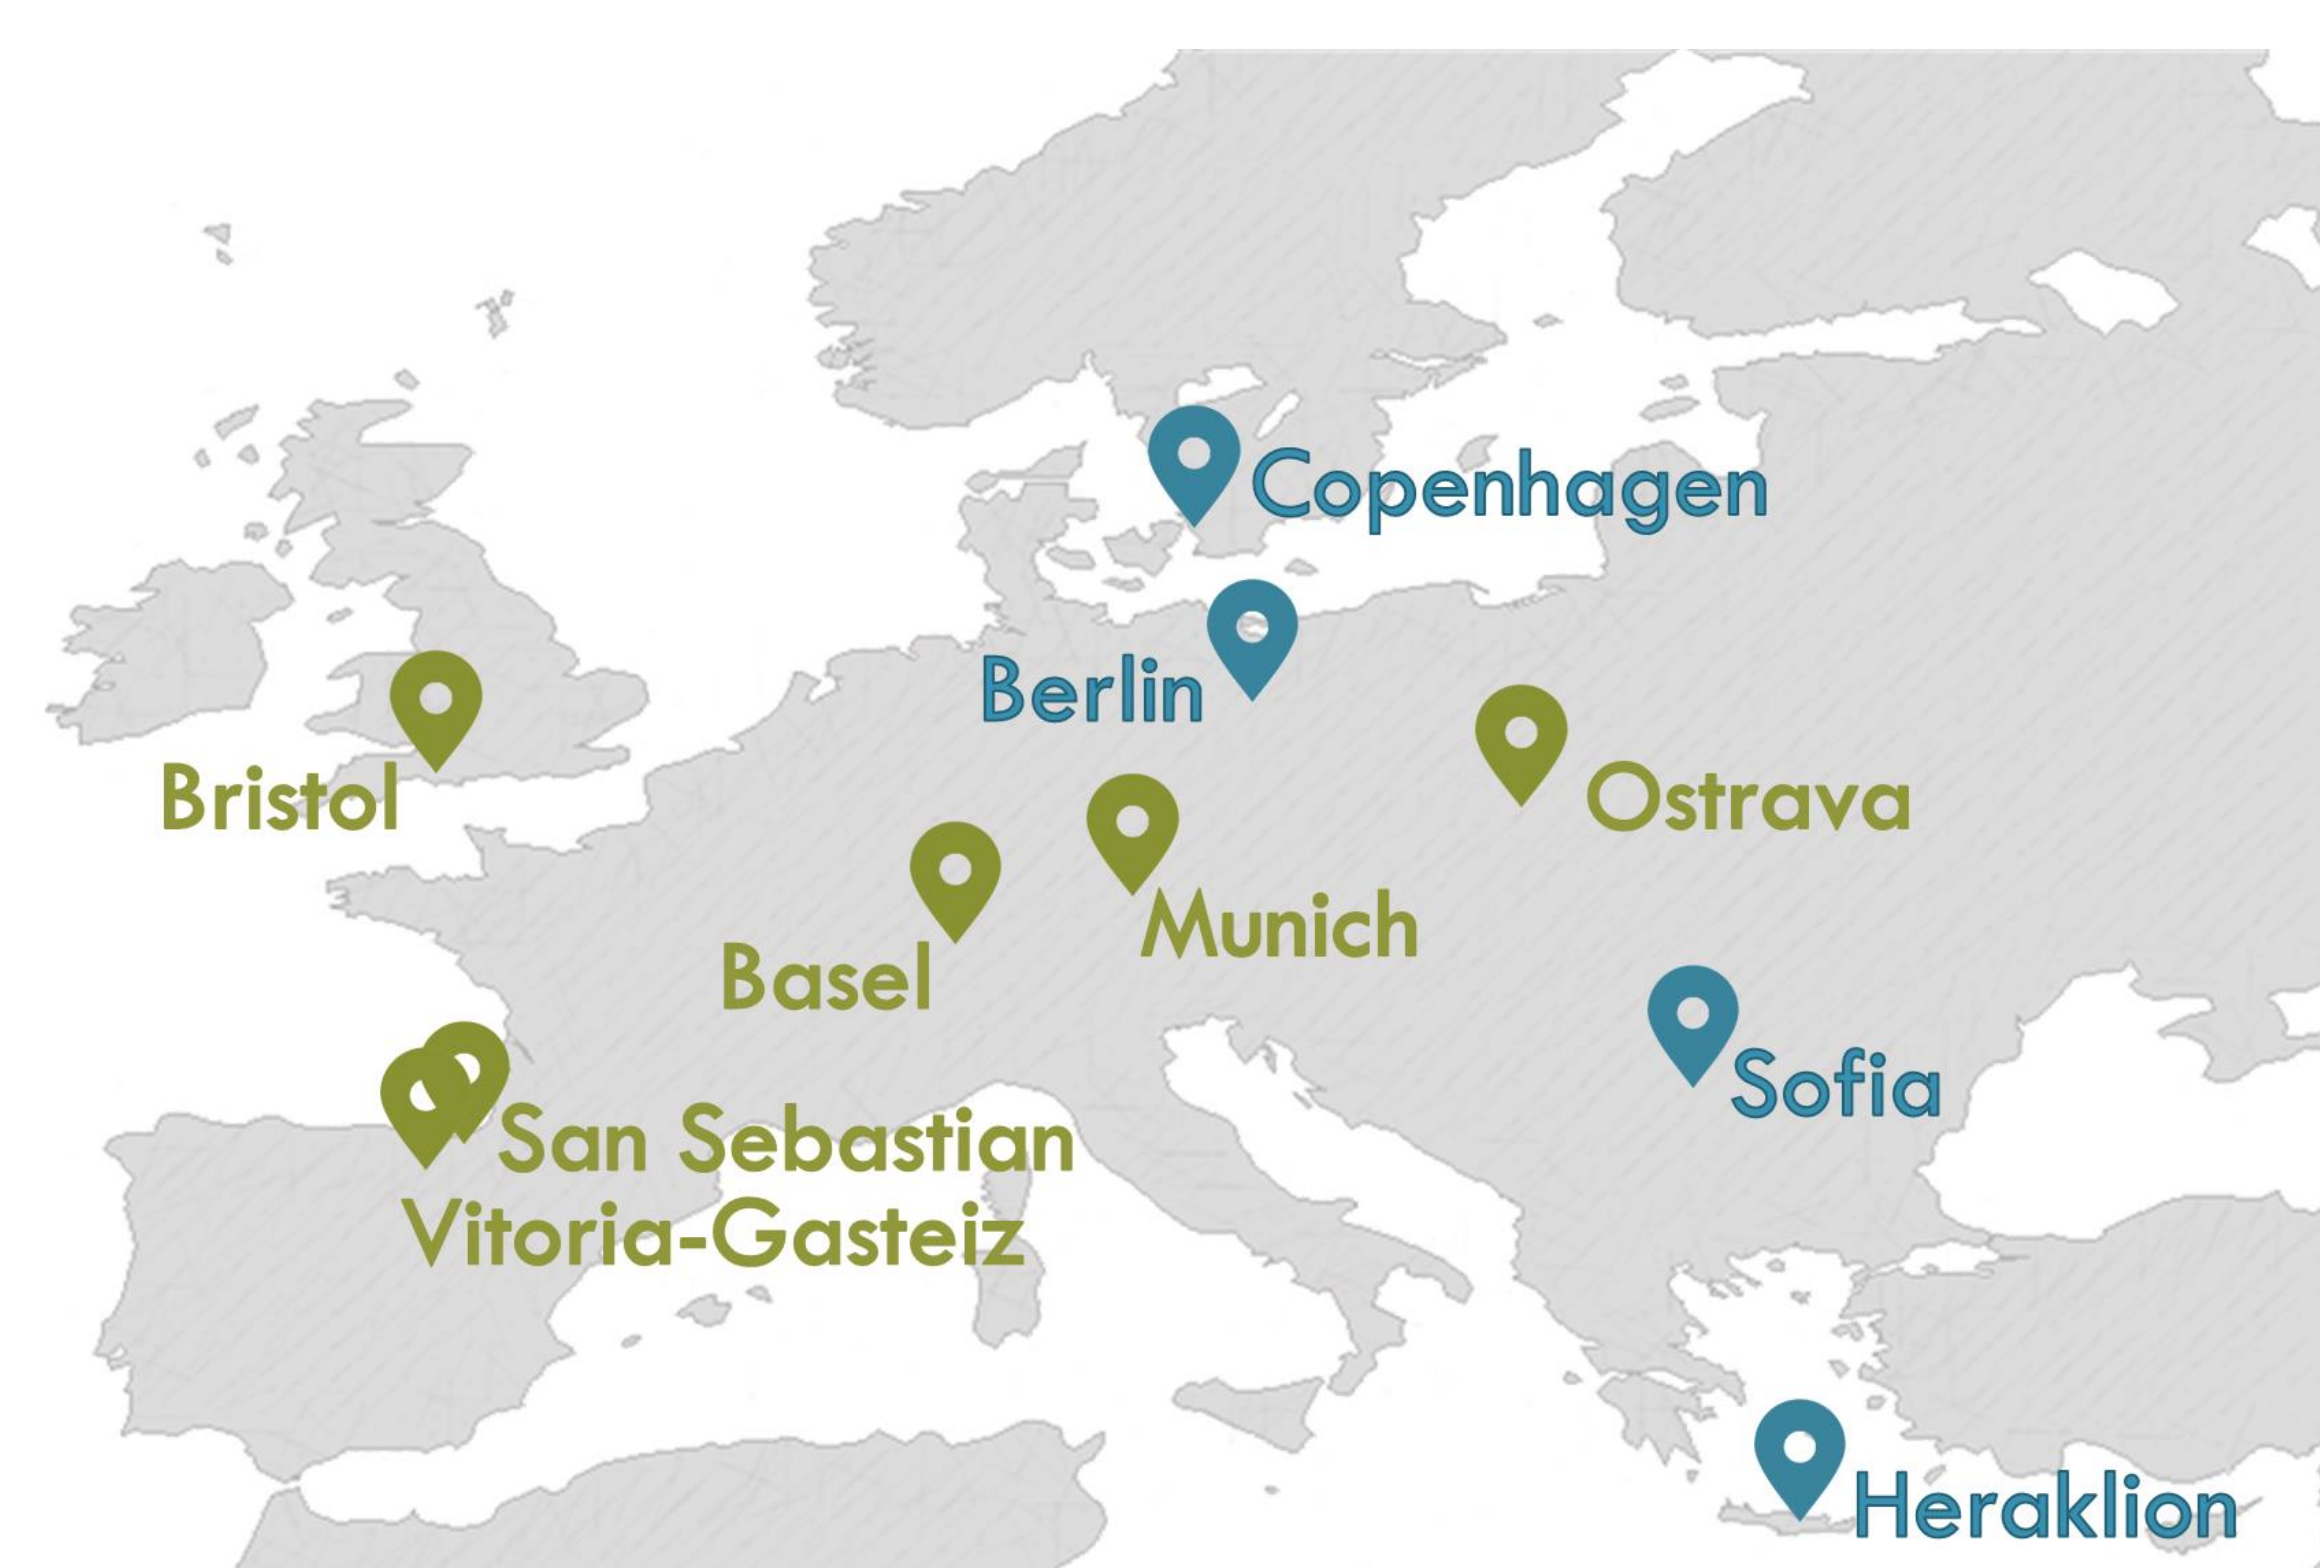 Copenhagen
Berlin
Bristol
Ostrava
Munich
Basel
Sofia
San Sebastian
Vitoria-Gasteiz
Heraklion